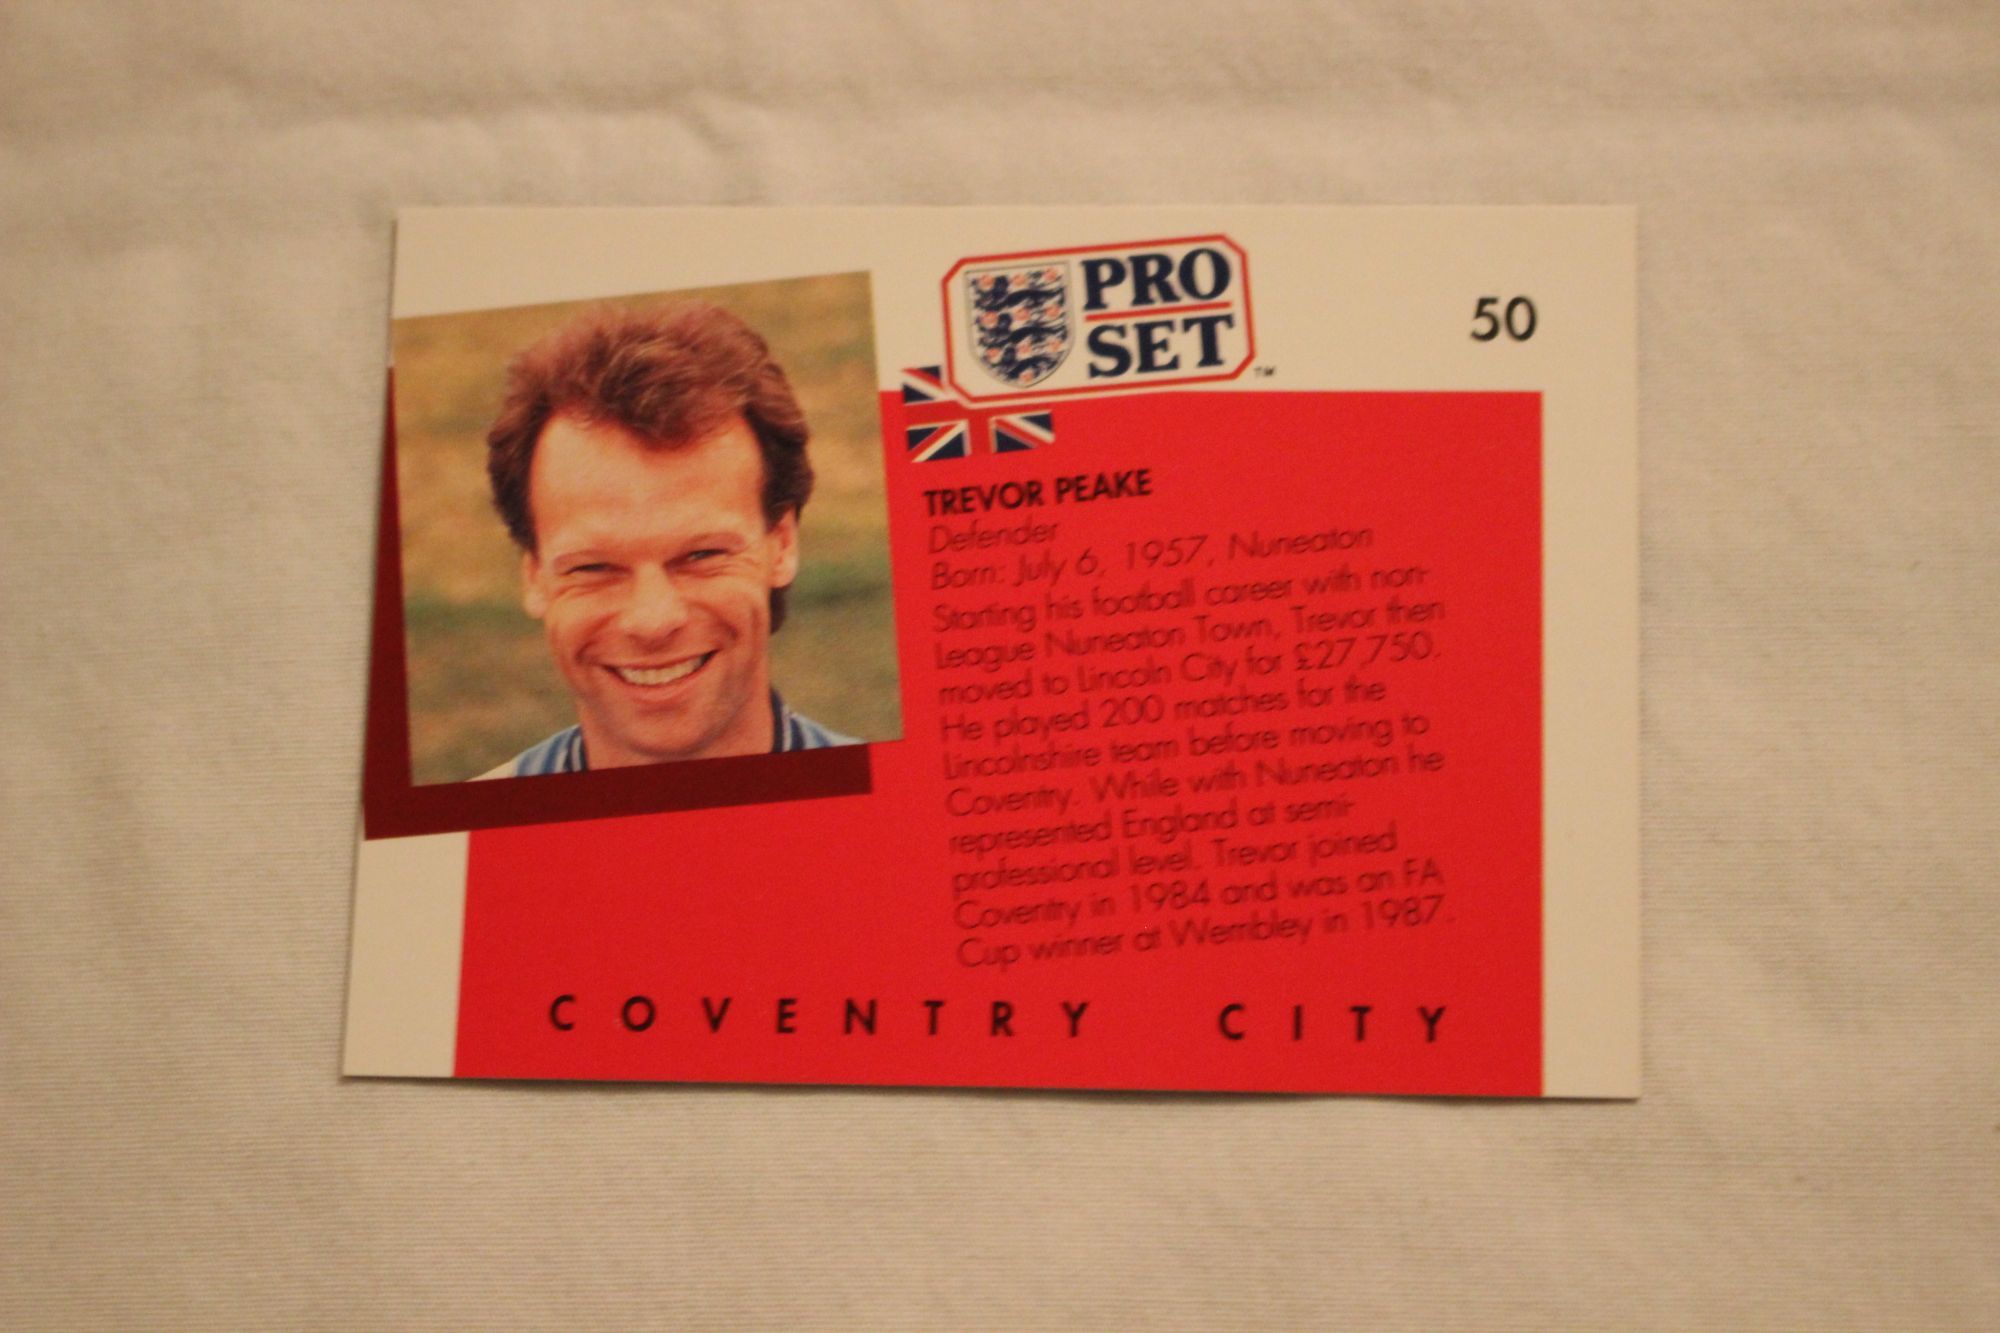 PRO
SET
™
50
TREVOR PEAKE
Defender
Born: July 6, 1957, Nuneaton
Starting his football career with non-
League Nuneaton Town, Trevor then
moved to Lincoln City for £27,750.
He played 200 matches for the
Lincolnshire team before moving to
Coventry. While with Nuneaton he
represented England at semi-
professional level. Trevor joined
Coventry in 1984 and was an FA
Cup winner at Wembley in 1987.
COVENTRY CITY